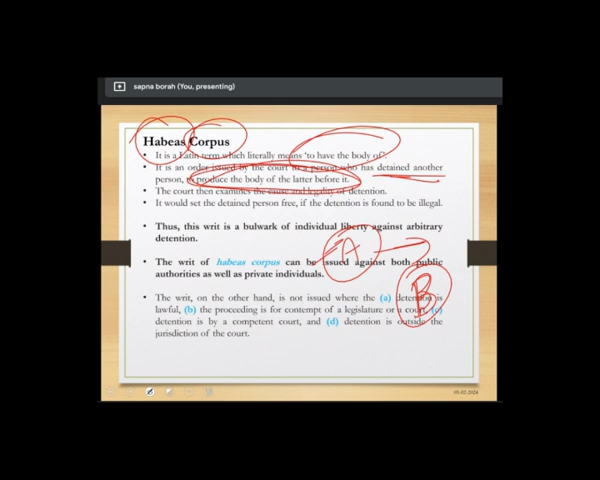 sapna borah (You, presenting)
Habeas Corpus
• It is a Latin term which literally means 'to have the body of'.
• It is an order issued by the court to a person who has detained another
person, to produce the body of the latter before it.
• The court then examines the cause and legality of detention.
• It would set the detained person free, if the detention is found to be illegal.
• Thus, this writ is a bulwark of individual liberty against arbitrary
detention.
A
• The writ of habeas corpus can be issued against both public
authorities as well as private individuals.
B
• The writ, on the other hand, is not issued where the (a) detention is
lawful, (b) the proceeding is for contempt of a legislature or a court, (c)
detention is by a competent court, and (d) detention is outside the
jurisdiction of the court.
05-02-2024